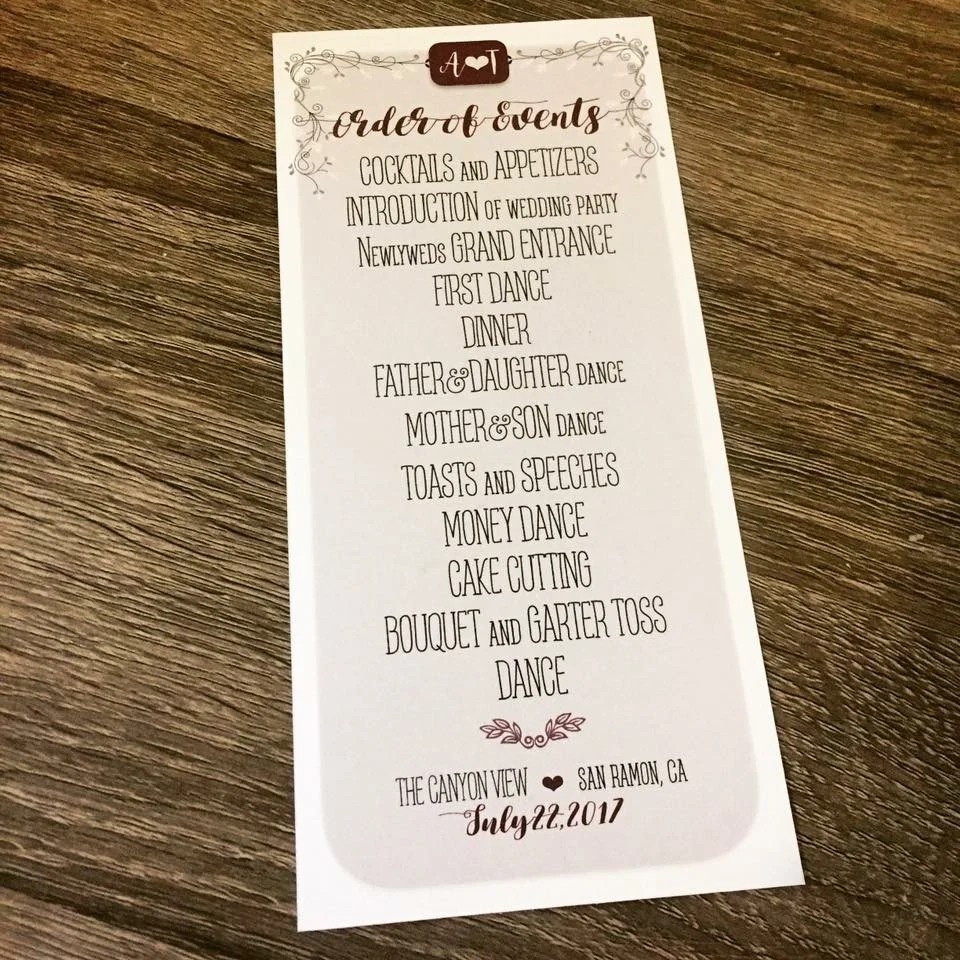 A♥T
Order of Events
COCKTAILS AND APPETIZERS
INTRODUCTION OF WEDDING PARTY
NEWLYWEDS GRAND ENTRANCE
FIRST DANCE
DINNER
FATHER&DAUGHTER DANCE
MOTHER&SON DANCE
TOASTS AND SPEECHES
MONEY DANCE
CAKE CUTTING
BOUQUET AND GARTER TOSS
DANCE
THE CANYON VIEW ♥ SAN RAMON, CA
July 22, 2017